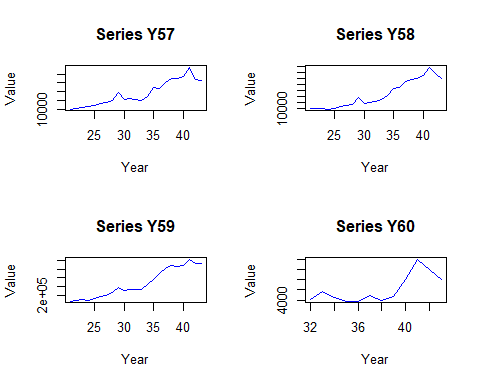 Series Y57
Value
10000
25 30 35 40
Year
Series Y58
Value
10000
25 30 35 40
Year
Series Y59
Value
2e+05
25 30 35 40
Year
Series Y60
Value
4000
32 36 40
Year